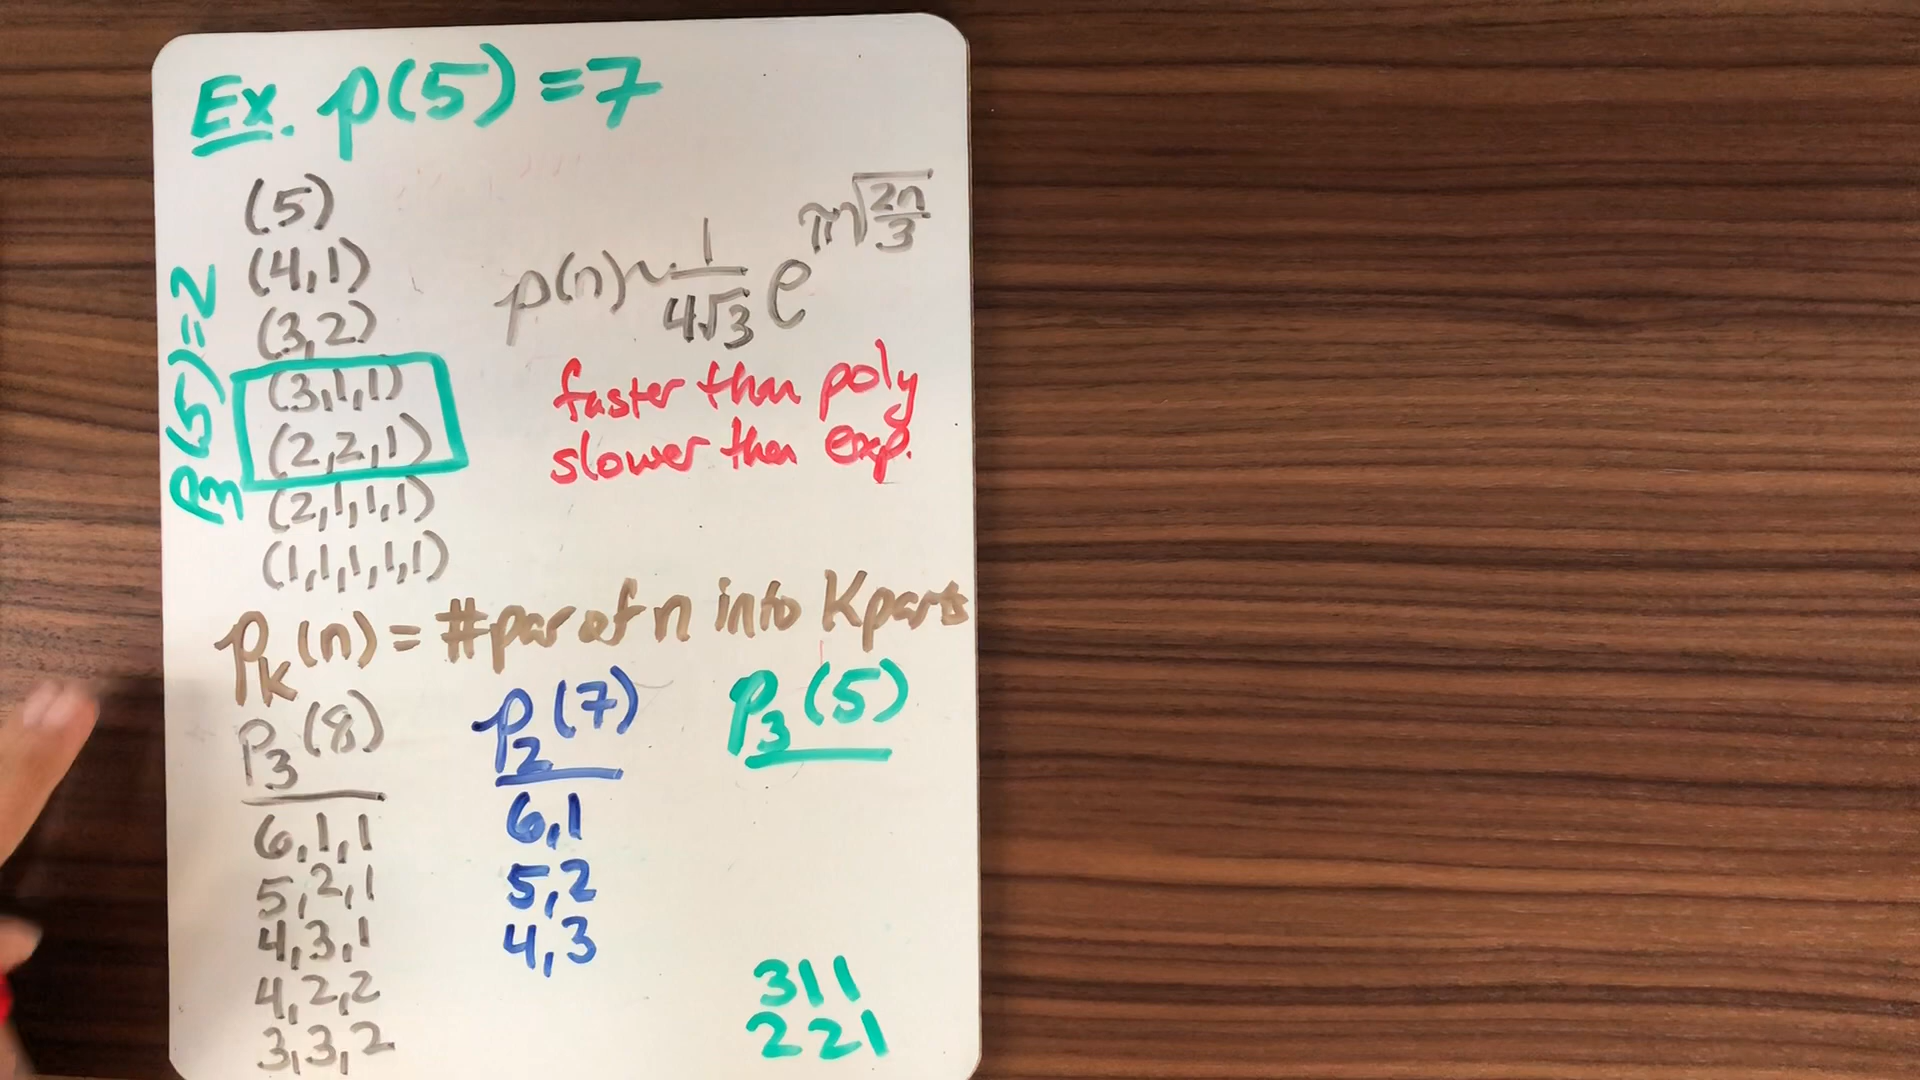 Ex. p(5)=7
(5)
(4,1)
(3,2)
(3,1,1)
(2,2,1)
(2,1,1,1)
(1,1,1,1,1)
P₃(5)=2
p(n)~ 1/4√3 e^π√2n/3
faster than poly
slower than exp.
Pₖ(n) = #par of n into K parts
P₃(8)
6,1,1
5,2,1
4,3,1
4,2,2
3,3,2
P₂(7)
6,1
5,2
4,3
P₃(5)
311
221